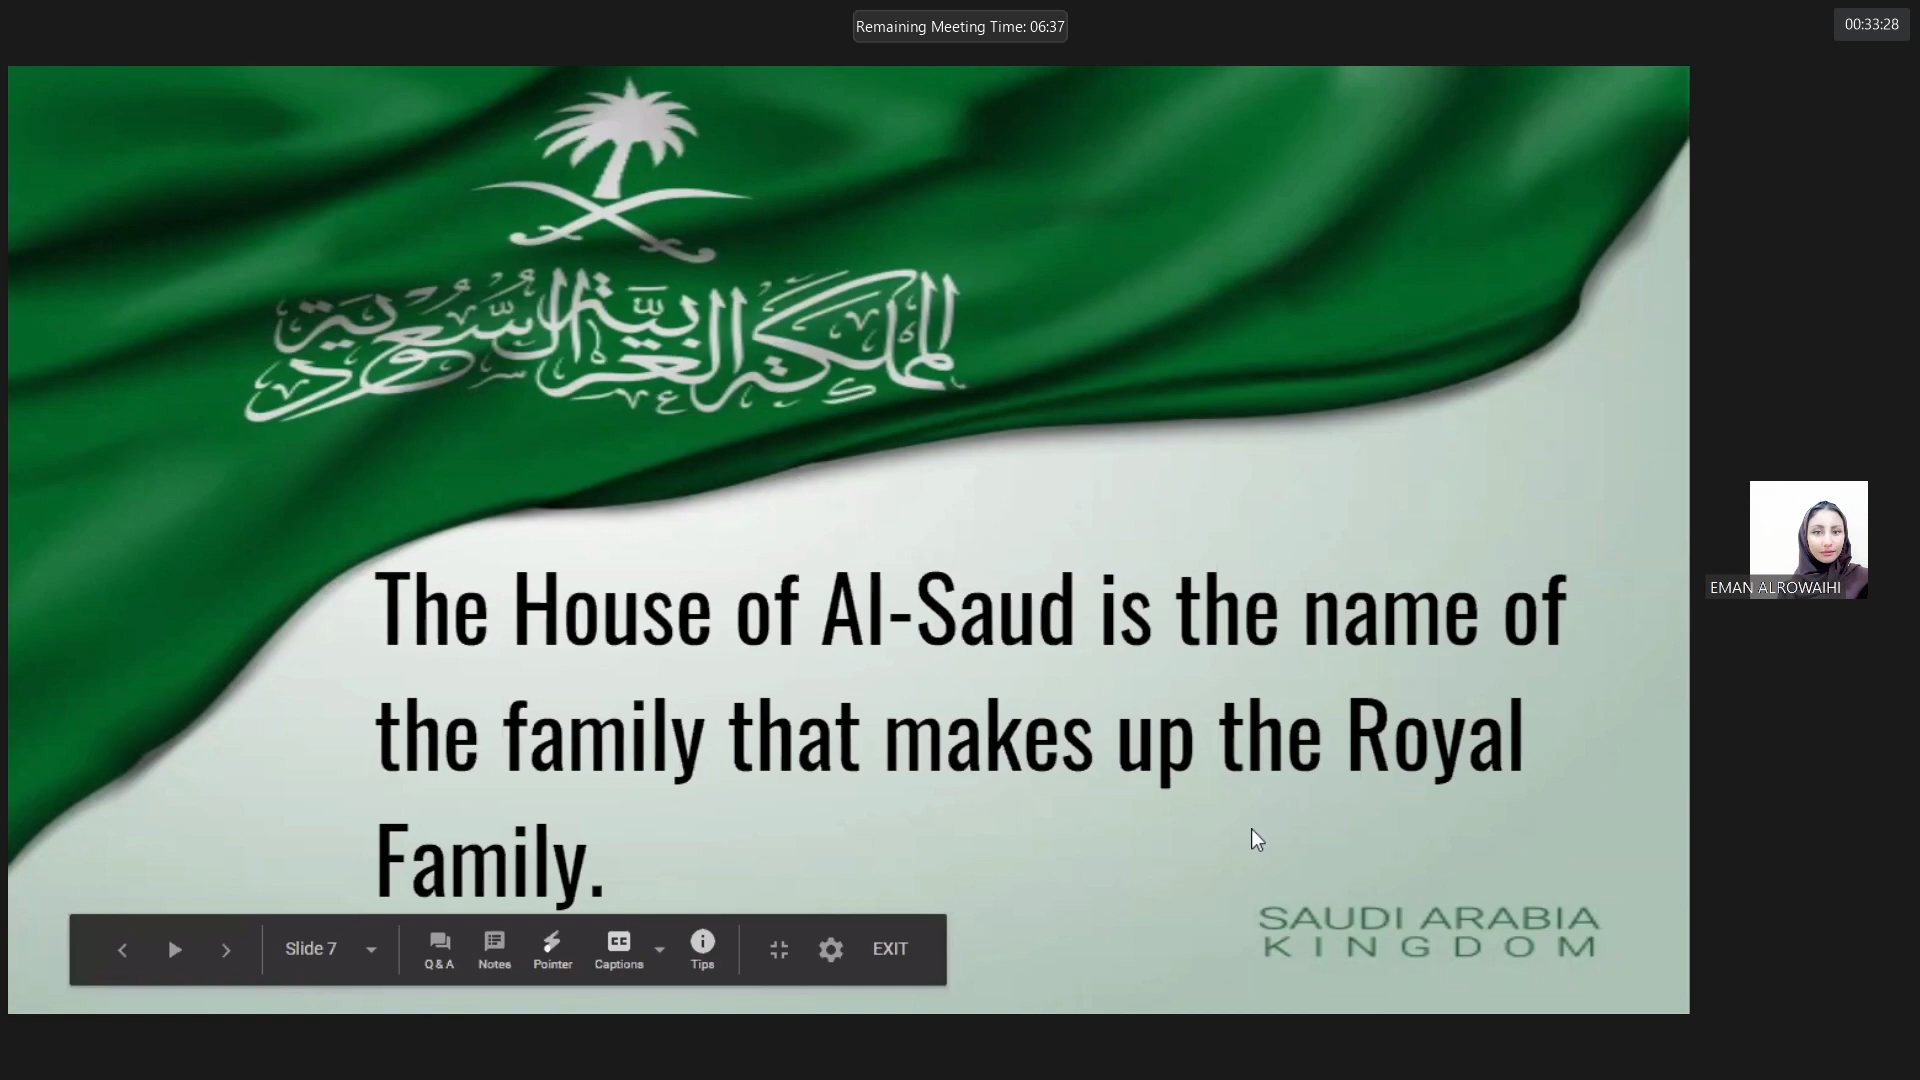 Remaining Meeting Time: 06:37
00:33:28
المملكة العربية السعودية
The House of Al-Saud is the name of
the family that makes up the Royal
Family.
EMAN ALROWAIHI
SAUDI ARABIA
KINGDOM
Slide 7
Q & A
Notes
Pointer
CC
Captions
Tips
EXIT